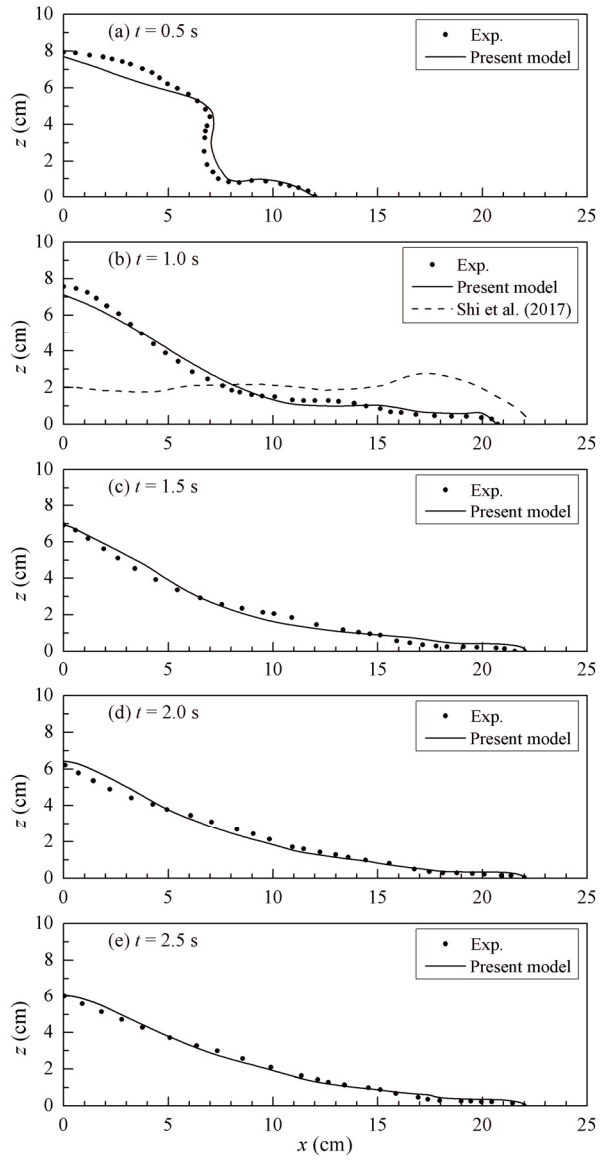 (a) t = 0.5 s
Exp.
Present model
z (cm)
10
8
6
4
2
0
0 5 10 15 20 25
(b) t = 1.0 s
Exp.
Present model
Shi et al. (2017)
z (cm)
10
8
6
4
2
0
0 5 10 15 20 25
(c) t = 1.5 s
Exp.
Present model
z (cm)
10
8
6
4
2
0
0 5 10 15 20 25
(d) t = 2.0 s
Exp.
Present model
z (cm)
10
8
6
4
2
0
0 5 10 15 20 25
(e) t = 2.5 s
Exp.
Present model
z (cm)
10
8
6
4
2
0
0 5 10 15 20 25
x (cm)